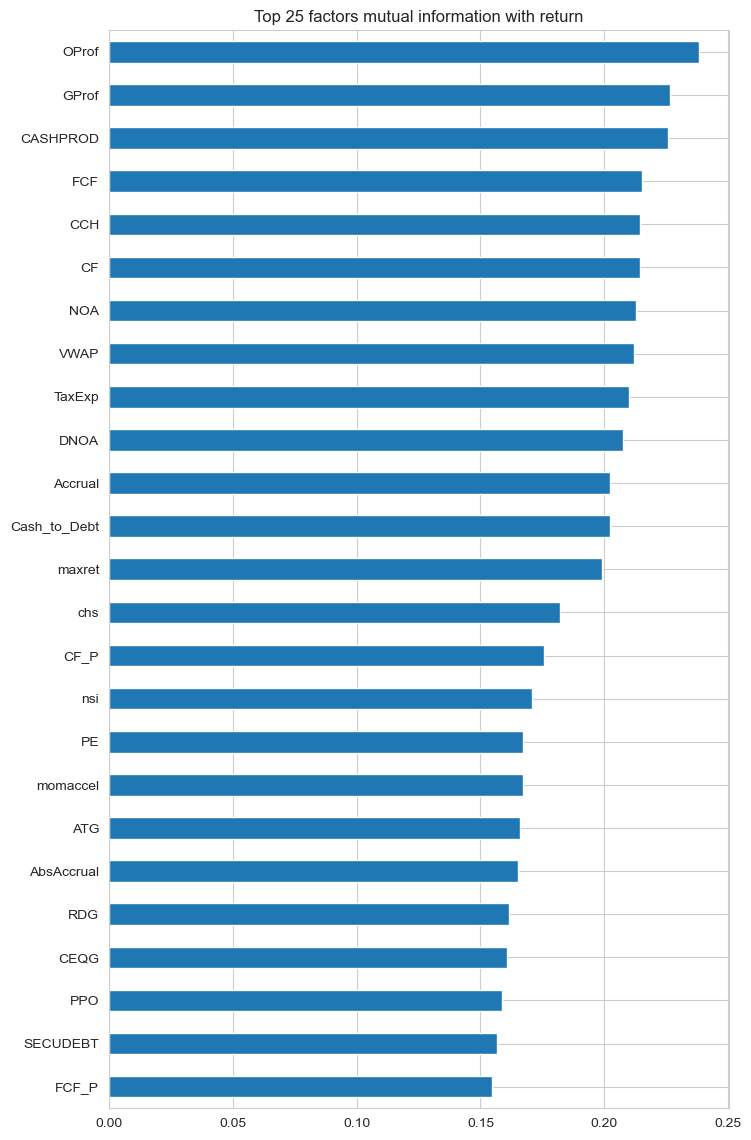 Top 25 factors mutual information with return
OProf
GProf
CASHPROD
FCF
CCH
CF
NOA
VWAP
TaxExp
DNOA
Accrual
Cash_to_Debt
maxret
chs
CF_P
nsi
PE
momaccel
ATG
AbsAccrual
RDG
CEQG
PPO
SECUDEBT
FCF_P
0.00 0.05 0.10 0.15 0.20 0.25